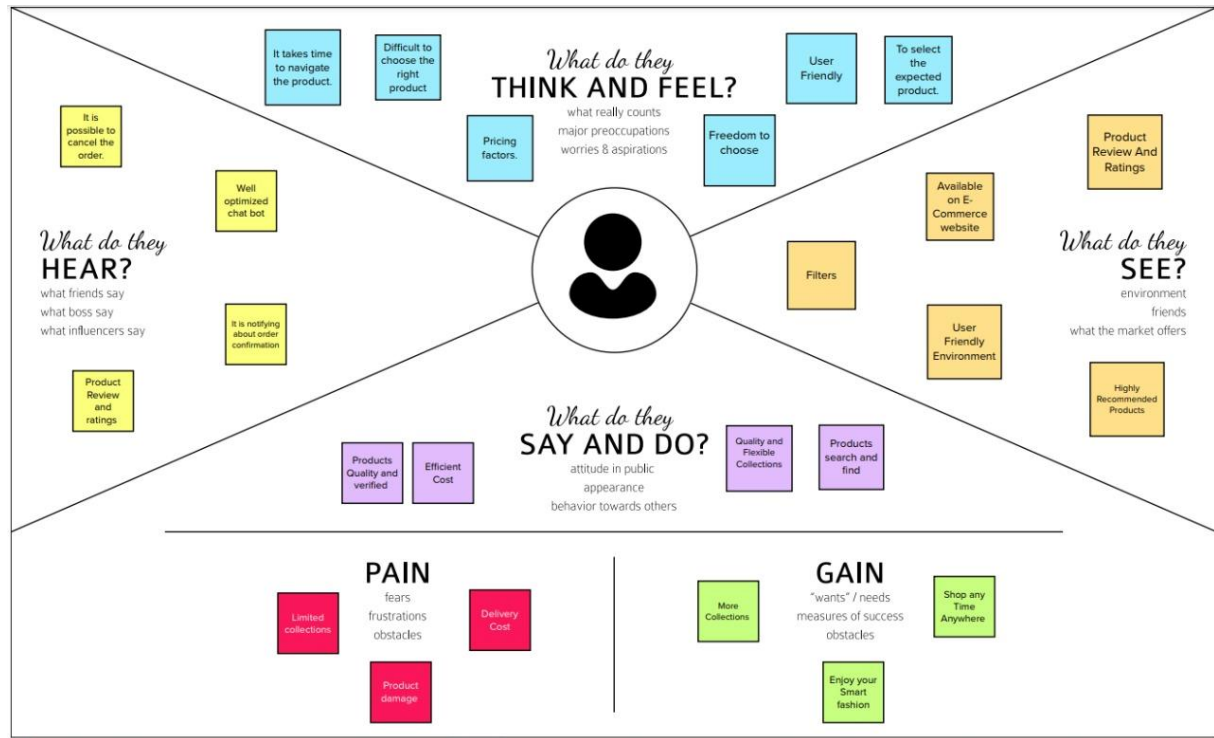 It takes time
to navigate
the product.
Difficult to
choose the
right
product
What do they
THINK AND FEEL?
what really counts
major preoccupations
worries & aspirations
User
Friendly
To select
the
expected
product.
Pricing
factors.
Freedom to
choose
It is
possible to
cancel the
order.
Well
optimized
chat bot
What do they
HEAR?
what friends say
what boss say
what influencers say
It is notifying
about order
confirmation
Product
Review
and
ratings
Product
Review And
Ratings
Available
on E-
Commerce
website
Filters
What do they
SEE?
environment
friends
what the market offers
User
Friendly
Environment
Highly
Recommended
Products
What do they
SAY AND DO?
attitude in public
appearance
behavior towards others
Products
Quality and
verified
Efficient
Cost
Quality and
Flexible
Collections
Products
search and
find
PAIN
fears
frustrations
obstacles
Limited
collections
Delivery
Cost
Product
damage
GAIN
"wants" / needs
measures of success
obstacles
More
Collections
Shop any
Time
Anywhere
Enjoy your
Smart
fashion